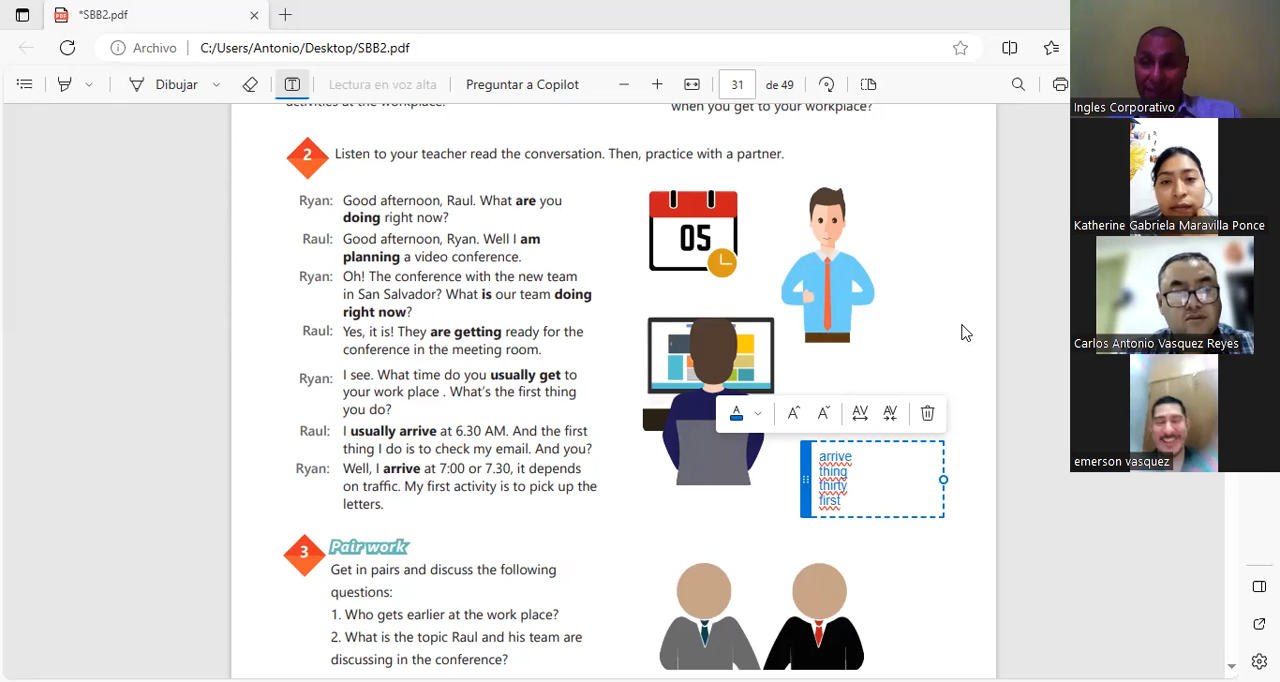 *SBB2.pdf
Archivo
C:/Users/Antonio/Desktop/SBB2.pdf
Dibujar
Lectura en voz alta
Preguntar a Copilot
31
de 49
activities at the workplace.
when you get to your workplace?
2
Listen to your teacher read the conversation. Then, practice with a partner.
Ryan: Good afternoon, Raul. What are you
doing right now?
Raul: Good afternoon, Ryan. Well I am
planning a video conference.
Ryan: Oh! The conference with the new team
in San Salvador? What is our team doing
right now?
Raul: Yes, it is! They are getting ready for the
conference in the meeting room.
Ryan: I see. What time do you usually get to
your work place . What's the first thing
you do?
Raul: I usually arrive at 6.30 AM. And the first
thing I do is to check my email. And you?
Ryan: Well, I arrive at 7:00 or 7.30, it depends
on traffic. My first activity is to pick up the
letters.
05
A
A
A
AV
AV
arrive
thing
thirty
first
3
Pair work
Get in pairs and discuss the following
questions:
1. Who gets earlier at the work place?
2. What is the topic Raul and his team are
discussing in the conference?
Ingles Corporativo
Katherine Gabriela Maravilla Ponce
Carlos Antonio Vasquez Reyes
emerson vasquez